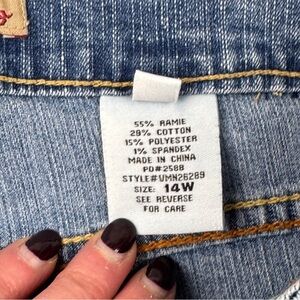 55% RAMIE
29% COTTON
15% POLYESTER
1% SPANDEX
MADE IN CHINA
PO#2588
STYLE#VMN26289
SIZE: 14W
SEE REVERSE
FOR CARE